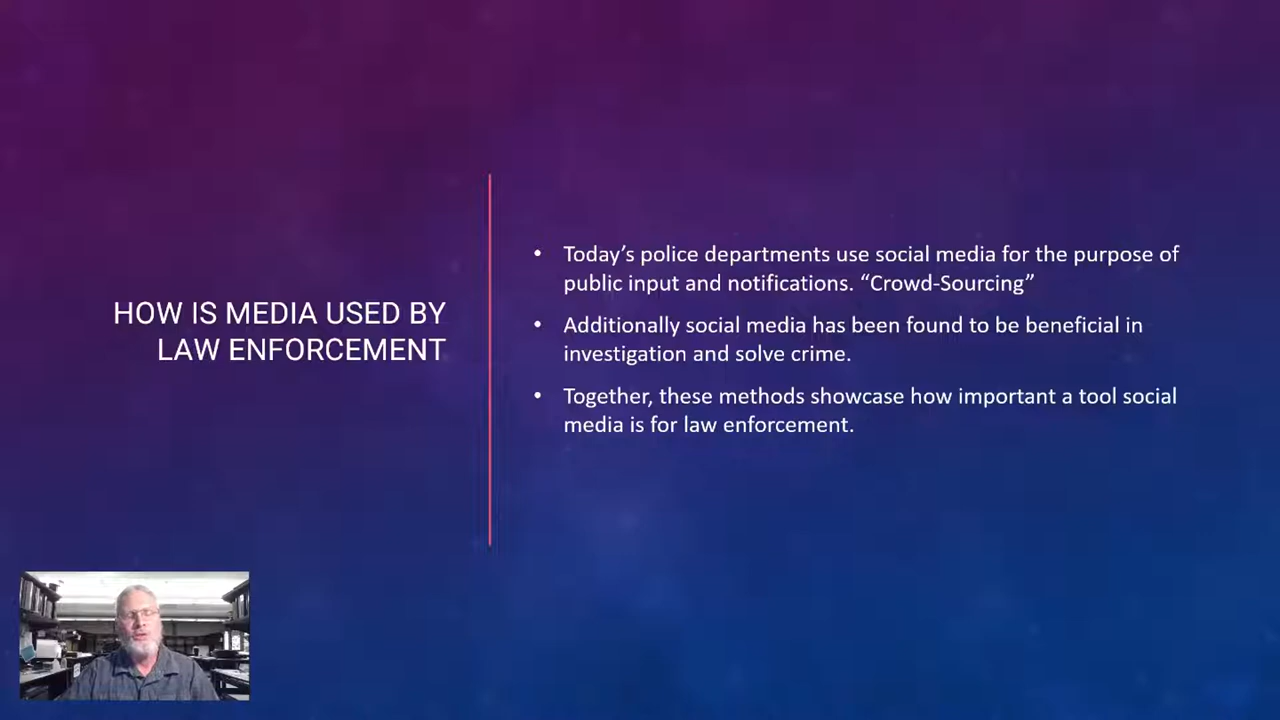 HOW IS MEDIA USED BY
LAW ENFORCEMENT
• Today’s police departments use social media for the purpose of
public input and notifications. “Crowd-Sourcing”
• Additionally social media has been found to be beneficial in
investigation and solve crime.
• Together, these methods showcase how important a tool social
media is for law enforcement.